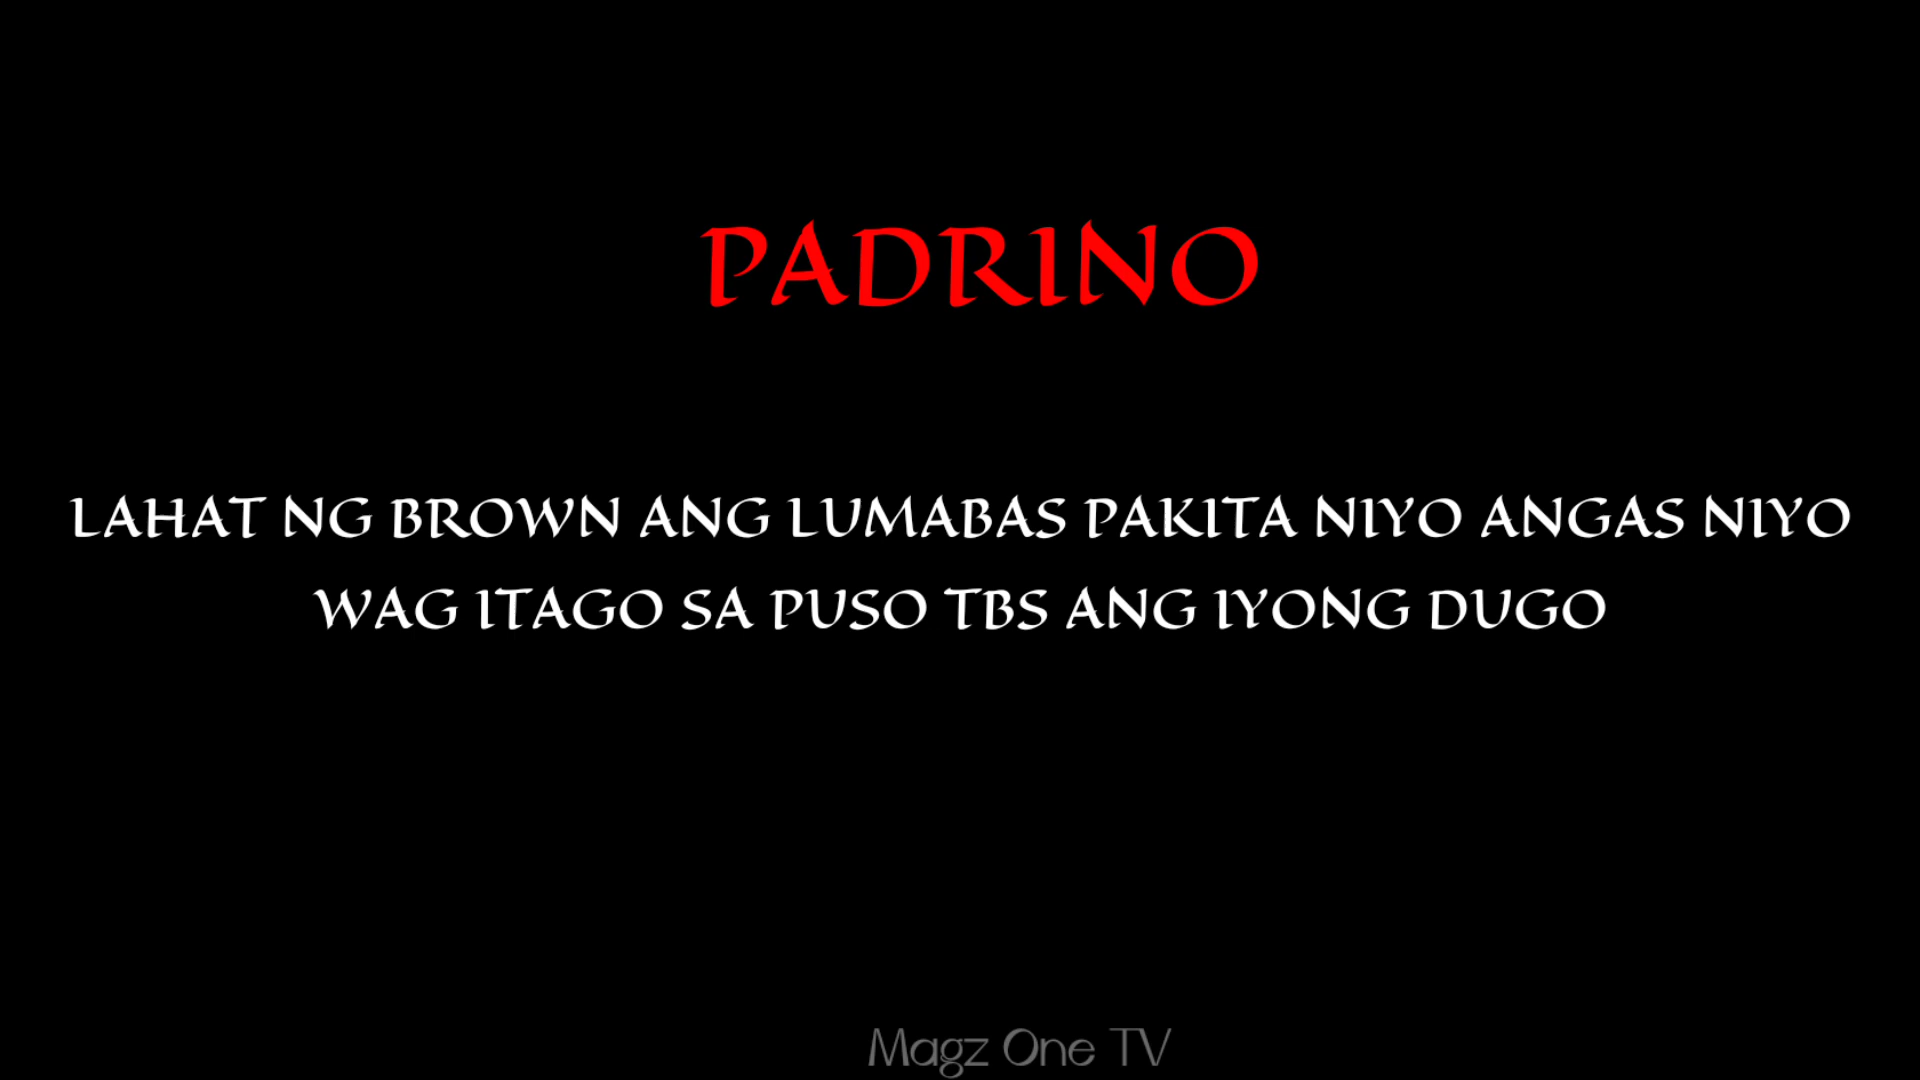 PADRINO
LAHAT NG BROWN ANG LUMABAS PAKITA NIYO ANGAS NIYO
WAG ITAGO SA PUSO TBS ANG IYONG DUGO
Magz One TV